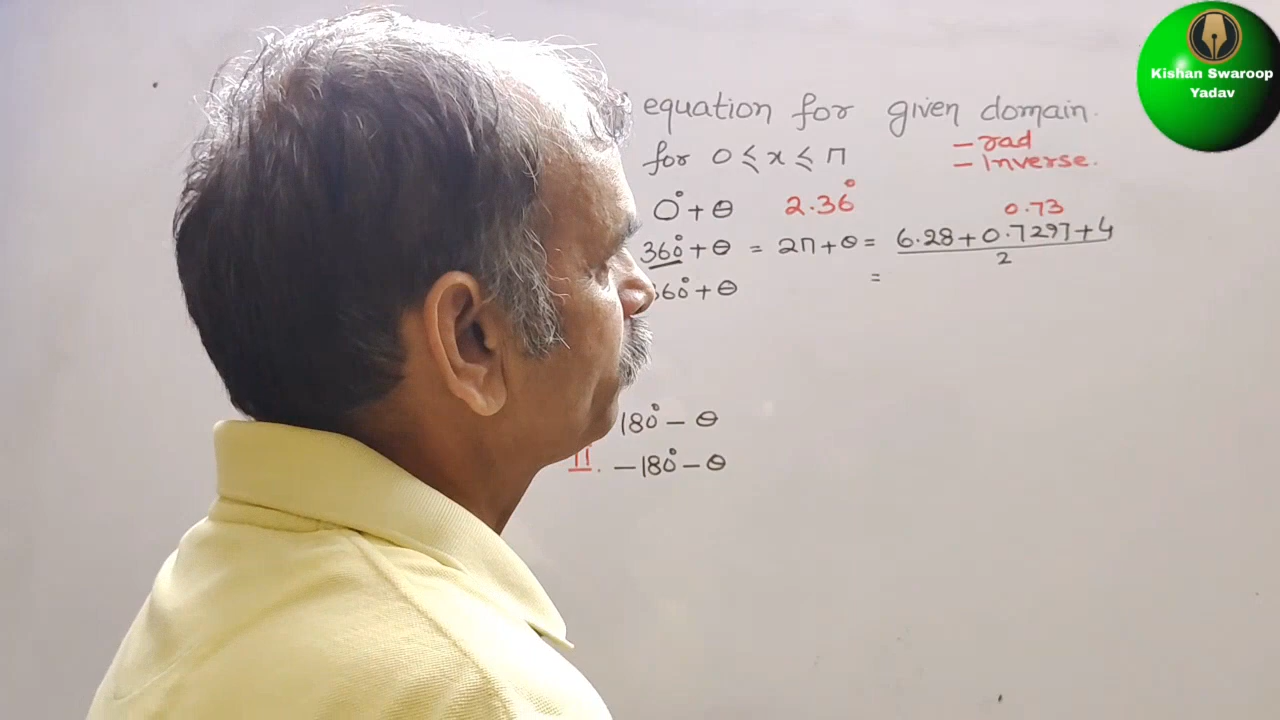 equation for given domain.
for 0 ⩽ x ⩽ π
– rad
– Inverse.
0° + θ 2.36° 0.73
360° + θ = 2π + θ = 6.28 + 0.7297 + 4 / 2
60° + θ =
180° – θ
II. –180° – θ
Kishan Swaroop
Yadav